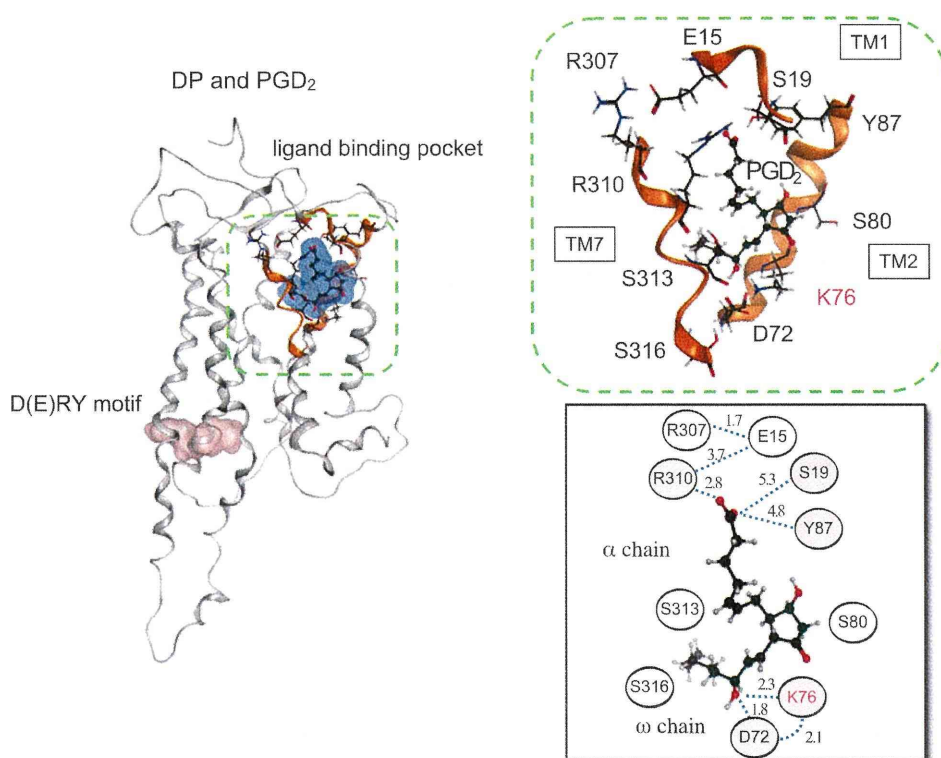 DP and PGD₂
ligand binding pocket
D(E)RY motif
E15
TM1
R307
S19
Y87
PGD₂
R310
S80
TM7
TM2
S313
K76
D72
S316
R307
1.7
E15
3.7
R310
2.8
5.3
S19
4.8
Y87
α chain
S313
S80
S316
2.3
K76
1.8
ω chain
D72
2.1